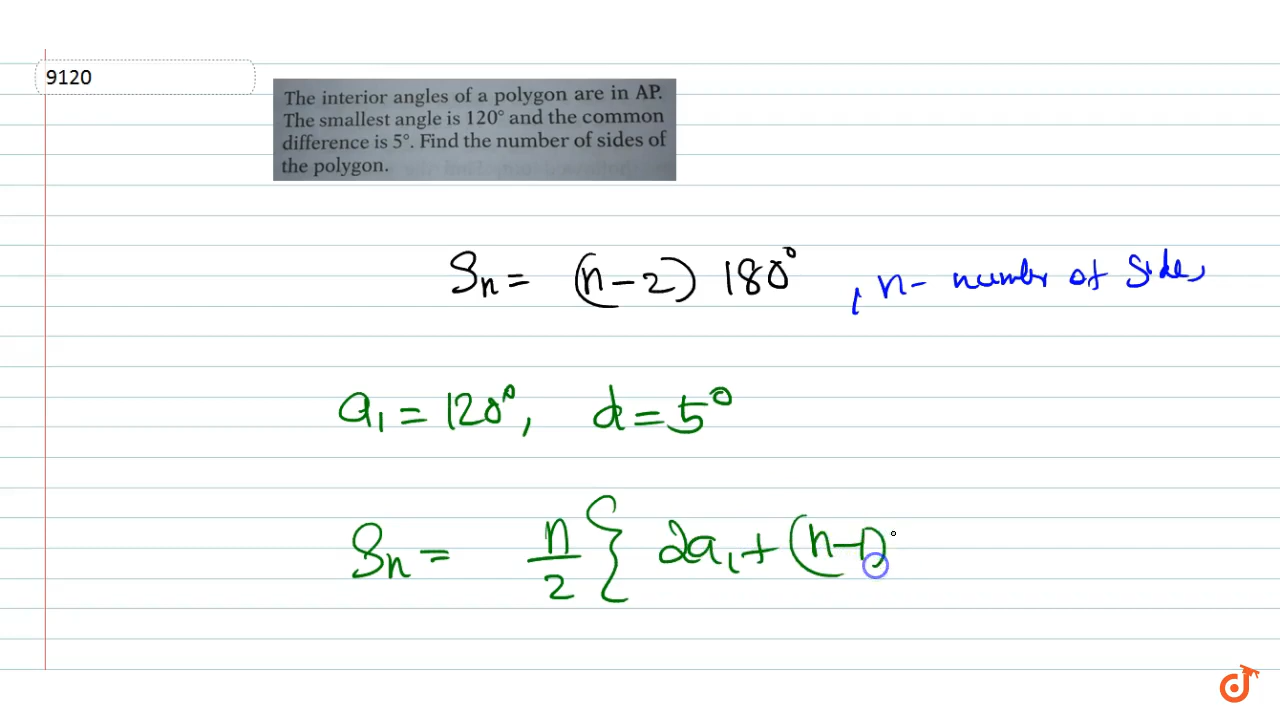 9120
The interior angles of a polygon are in AP.
The smallest angle is 120° and the common
difference is 5°. Find the number of sides of
the polygon.
Sn = (n-2) 180° , n- number of sides
a1 = 120°, d = 5°
Sn = n/2 { 2a1 + (n-1)